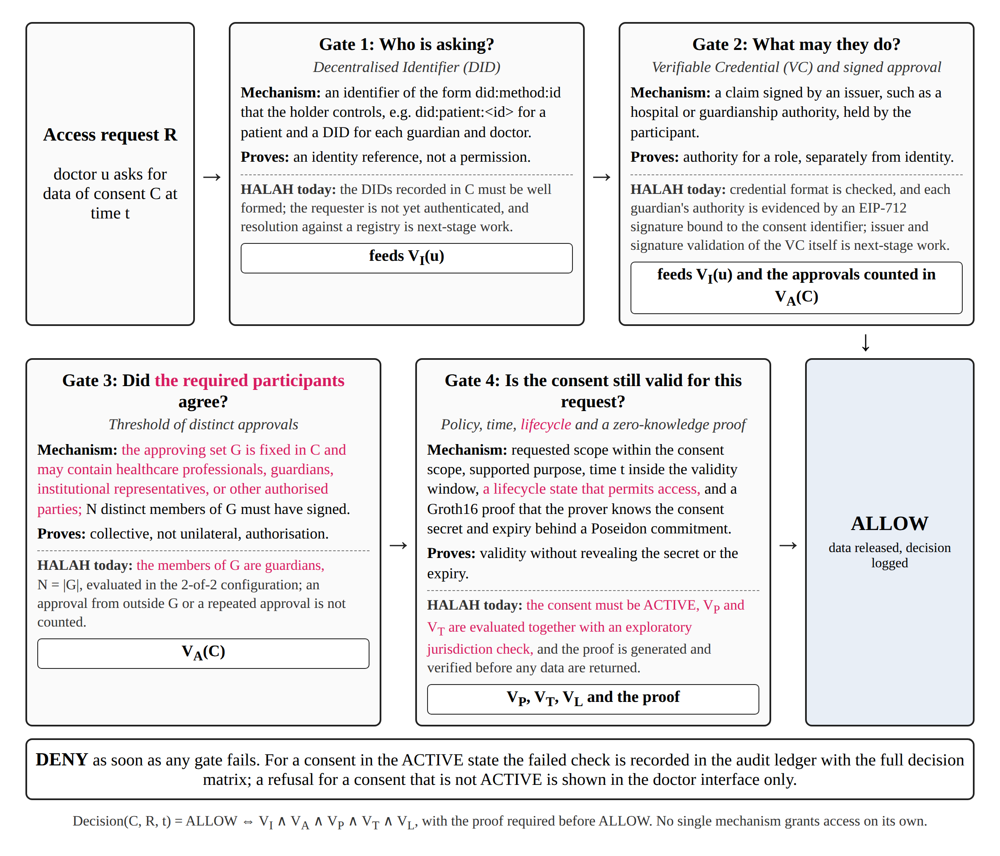 Access request R
doctor u asks for
data of consent C at
time t
→
Gate 1: Who is asking?
Decentralised Identifier (DID)
Mechanism: an identifier of the form did:method:id
that the holder controls, e.g. did:patient:<id> for a
patient and a DID for each guardian and doctor.
Proves: an identity reference, not a permission.
HALAH today: the DIDs recorded in C must be well
formed; the requester is not yet authenticated, and
resolution against a registry is next-stage work.
feeds V_I(u)
→
Gate 2: What may they do?
Verifiable Credential (VC) and signed approval
Mechanism: a claim signed by an issuer, such as a
hospital or guardianship authority, held by the
participant.
Proves: authority for a role, separately from identity.
HALAH today: credential format is checked, and each
guardian's authority is evidenced by an EIP-712
signature bound to the consent identifier; issuer and
signature validation of the VC itself is next-stage work.
feeds V_I(u) and the approvals counted in
V_A(C)
↓
Gate 3: Did the required participants
agree?
Threshold of distinct approvals
Mechanism: the approving set G is fixed in C and
may contain healthcare professionals, guardians,
institutional representatives, or other authorised
parties; N distinct members of G must have signed.
Proves: collective, not unilateral, authorisation.
HALAH today: the members of G are guardians,
N = |G|, evaluated in the 2-of-2 configuration; an
approval from outside G or a repeated approval is not
counted.
V_A(C)
→
Gate 4: Is the consent still valid for this
request?
Policy, time, lifecycle and a zero-knowledge proof
Mechanism: requested scope within the consent
scope, supported purpose, time t inside the validity
window, a lifecycle state that permits access, and a
Groth16 proof that the prover knows the consent
secret and expiry behind a Poseidon commitment.
Proves: validity without revealing the secret or the
expiry.
HALAH today: the consent must be ACTIVE, V_P and
V_T are evaluated together with an exploratory
jurisdiction check, and the proof is generated and
verified before any data are returned.
V_P, V_T, V_L and the proof
→
ALLOW
data released, decision
logged
DENY as soon as any gate fails. For a consent in the ACTIVE state the failed check is recorded in the audit ledger with the full decision
matrix; a refusal for a consent that is not ACTIVE is shown in the doctor interface only.
Decision(C, R, t) = ALLOW ⇔ V_I ∧ V_A ∧ V_P ∧ V_T ∧ V_L, with the proof required before ALLOW. No single mechanism grants access on its own.